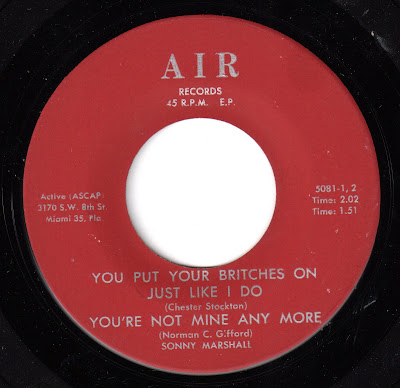 AIR
RECORDS
45 R.P.M. E.P.
Active (ASCAP)
3170 S.W. 8th St
Miami 35, Fla
5081-1, 2
Time: 2.02
Time: 1.51
YOU PUT YOUR BRITCHES ON
JUST LIKE I DO
(Chester Stockton)
YOU'RE NOT MINE ANY MORE
(Norman C. Gifford)
SONNY MARSHALL